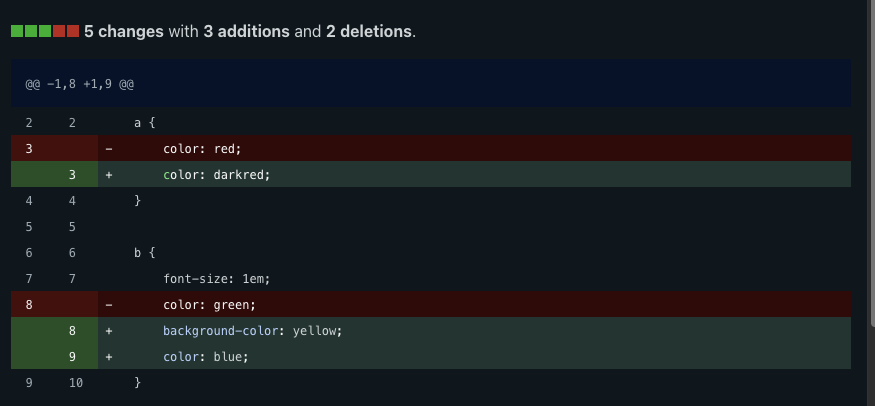 5 changes with 3 additions and 2 deletions.
@@ −1,8 +1,9 @@
2 2 a {
3 − color: red;
3 + color: darkred;
4 4 }
5 5
6 6 b {
7 7 font-size: 1em;
8 − color: green;
8 + background-color: yellow;
9 + color: blue;
9 10 }